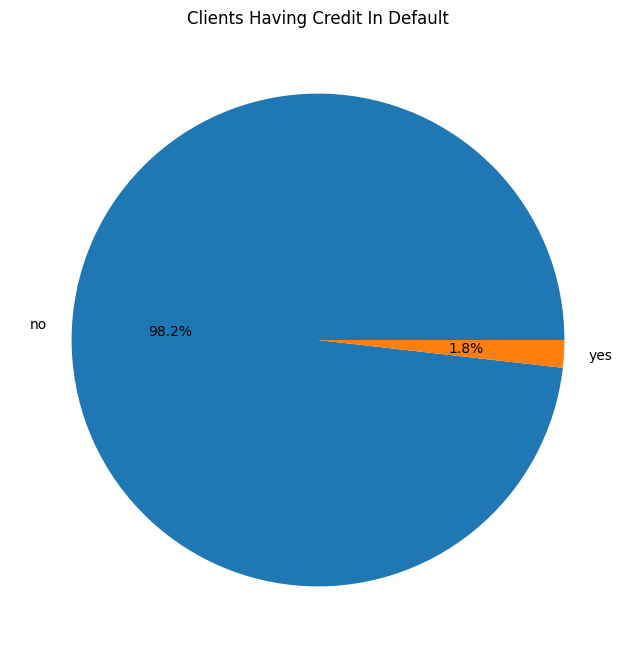 Clients Having Credit In Default
no
98.2%
1.8%
yes